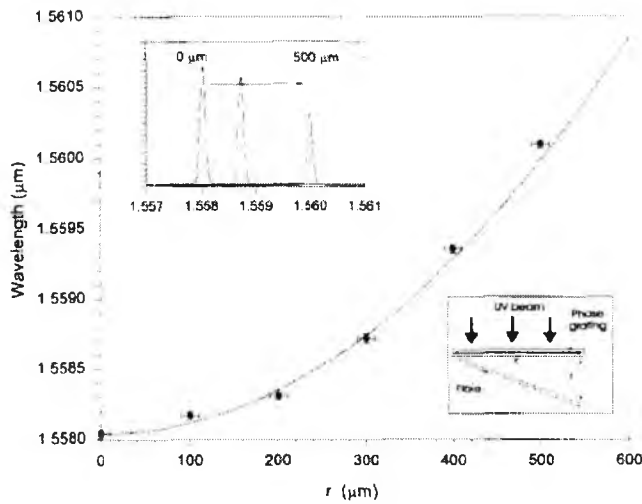 1.5610
1.5605
1.5600
1.5595
1.5590
1.5585
1.5580
Wavelength (μm)
0 μm 500 μm
1.557 1.558 1.559 1.560 1.561
UV beam
Phase
grating
Fibre
0 100 200 300 400 500 600
r (μm)